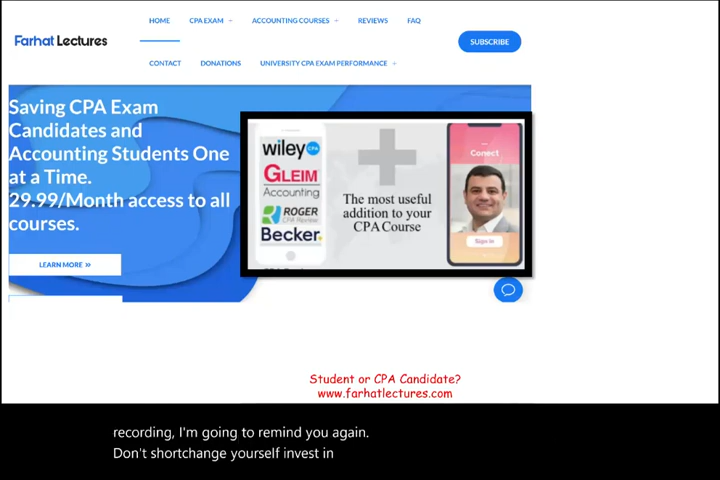 HOME
CPA EXAM
ACCOUNTING COURSES
REVIEWS
FAQ
Farhat Lectures
SUBSCRIBE
CONTACT
DONATIONS
UNIVERSITY CPA EXAM PERFORMANCE
Saving CPA Exam
Candidates and
Accounting Students One
at a Time.
29.99/Month access to all
courses.
LEARN MORE »
wiley CPA
GLEIM
Accounting
ROGER
CPA Review
Becker.
The most useful
addition to your
CPA Course
Conect
Sign in
Student or CPA Candidate?
www.farhatlectures.com
recording, I'm going to remind you again.
Don't shortchange yourself invest in